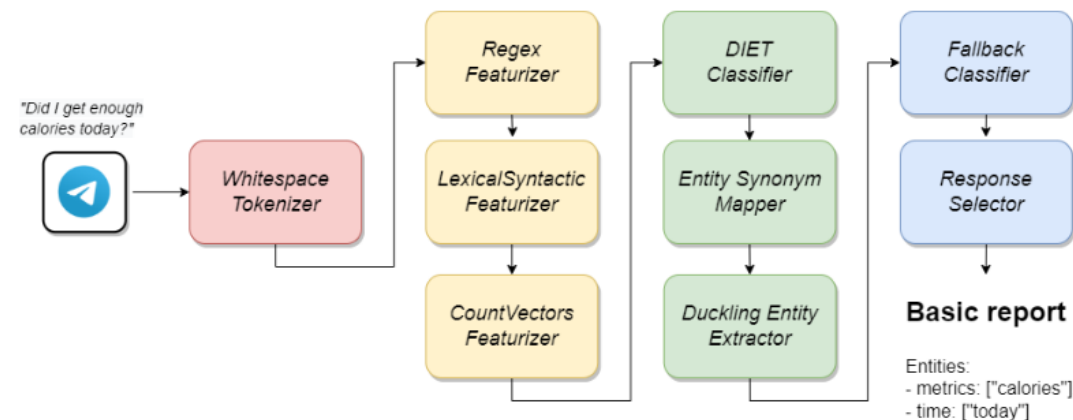 "Did I get enough
calories today?"
Whitespace
Tokenizer
Regex
Featurizer
LexicalSyntactic
Featurizer
CountVectors
Featurizer
DIET
Classifier
Entity Synonym
Mapper
Duckling Entity
Extractor
Fallback
Classifier
Response
Selector
Basic report
Entities:
- metrics: ["calories"]
- time: ["today"]